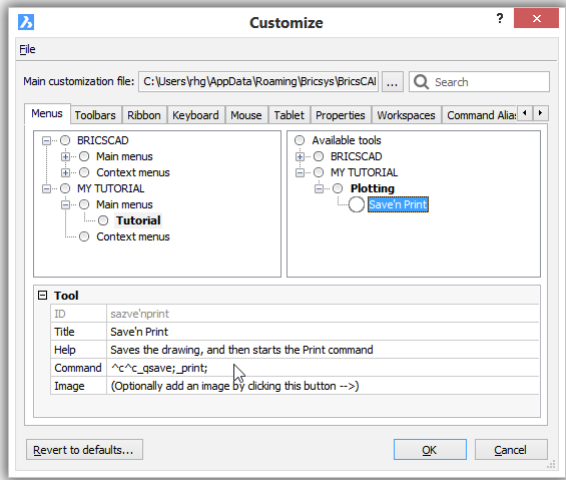 Customize
?
File
Main customization file: C:\Users\rhg\AppData\Roaming\Bricsys\BricsCA ... Search
Menus Toolbars Ribbon Keyboard Mouse Tablet Properties Workspaces Command Alia
BRICSCAD
Main menus
Context menus
MY TUTORIAL
Main menus
Tutorial
Context menus
Available tools
BRICSCAD
MY TUTORIAL
Plotting
Save'n Print
Tool
ID sazve'nprint
Title Save'n Print
Help Saves the drawing, and then starts the Print command
Command ^c^c_qsave;_print;
Image (Optionally add an image by clicking this button -->)
Revert to defaults... OK Cancel